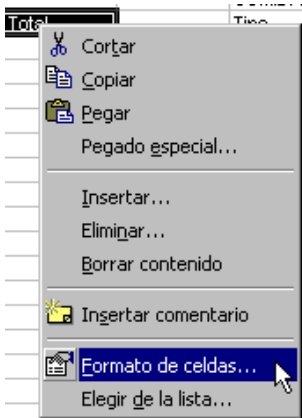 Total Tipo
Cortar
Copiar
Pegar
Pegado especial...
Insertar...
Eliminar...
Borrar contenido
Insertar comentario
Formato de celdas...
Elegir de la lista...